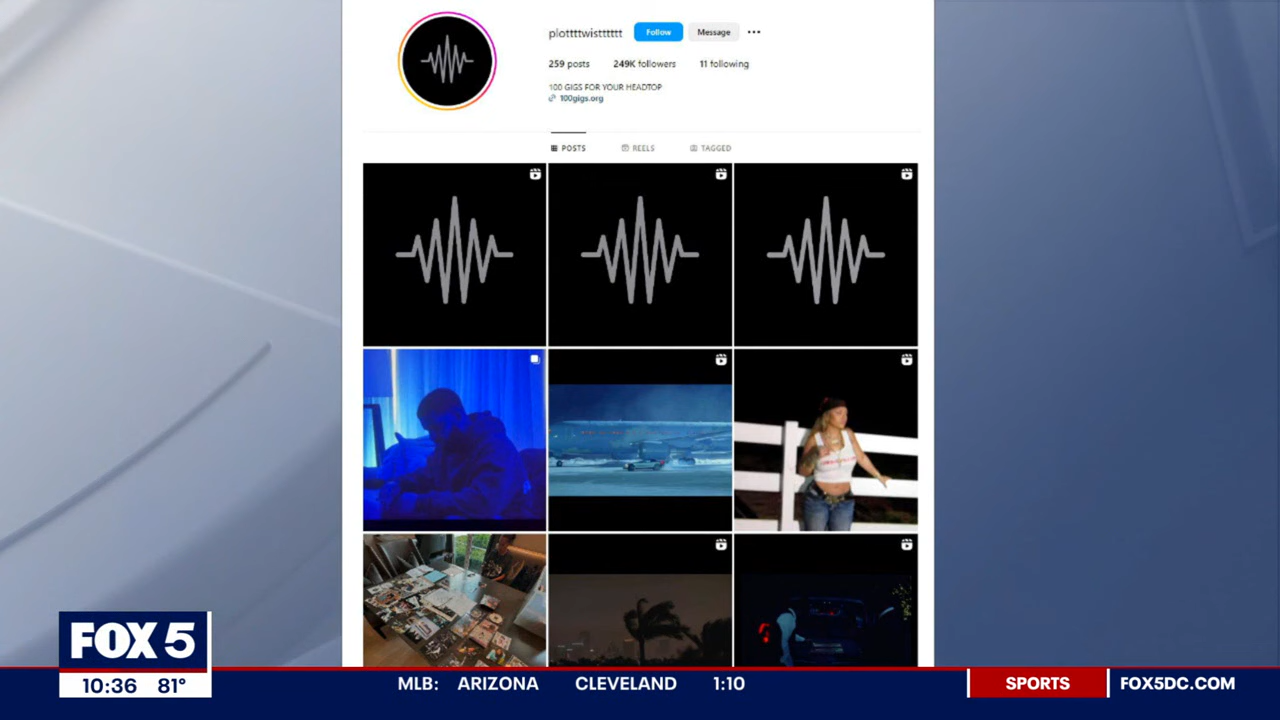 plottttwistttttt
Follow
Message
259 posts
249K followers
11 following
100 GIGS FOR YOUR HEADTOP
100gigs.org
POSTS
REELS
TAGGED
FOX 5
10:36 81°
MLB: ARIZONA CLEVELAND 1:10
SPORTS
FOX5DC.COM